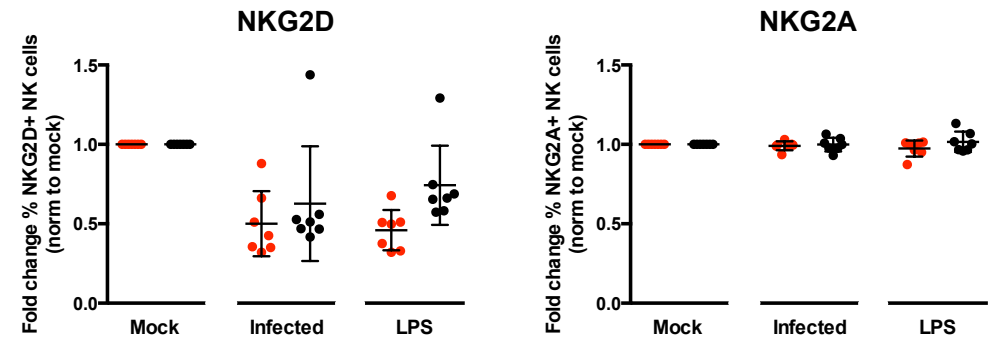 NKG2D
Fold change % NKG2D+ NK cells
(norm to mock)
1.5
1.0
0.5
0.0
Mock Infected LPS
NKG2A
Fold change % NKG2A+ NK cells
(norm to mock)
1.5
1.0
0.5
0.0
Mock Infected LPS